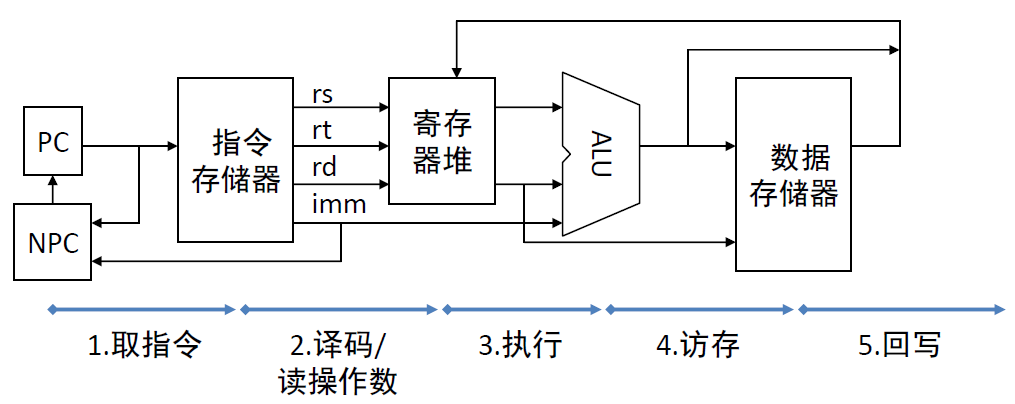 PC
NPC
指令
存储器
rs
rt
rd
imm
寄存
器堆
ALU
数据
存储器
1.取指令
2.译码/
读操作数
3.执行
4.访存
5.回写